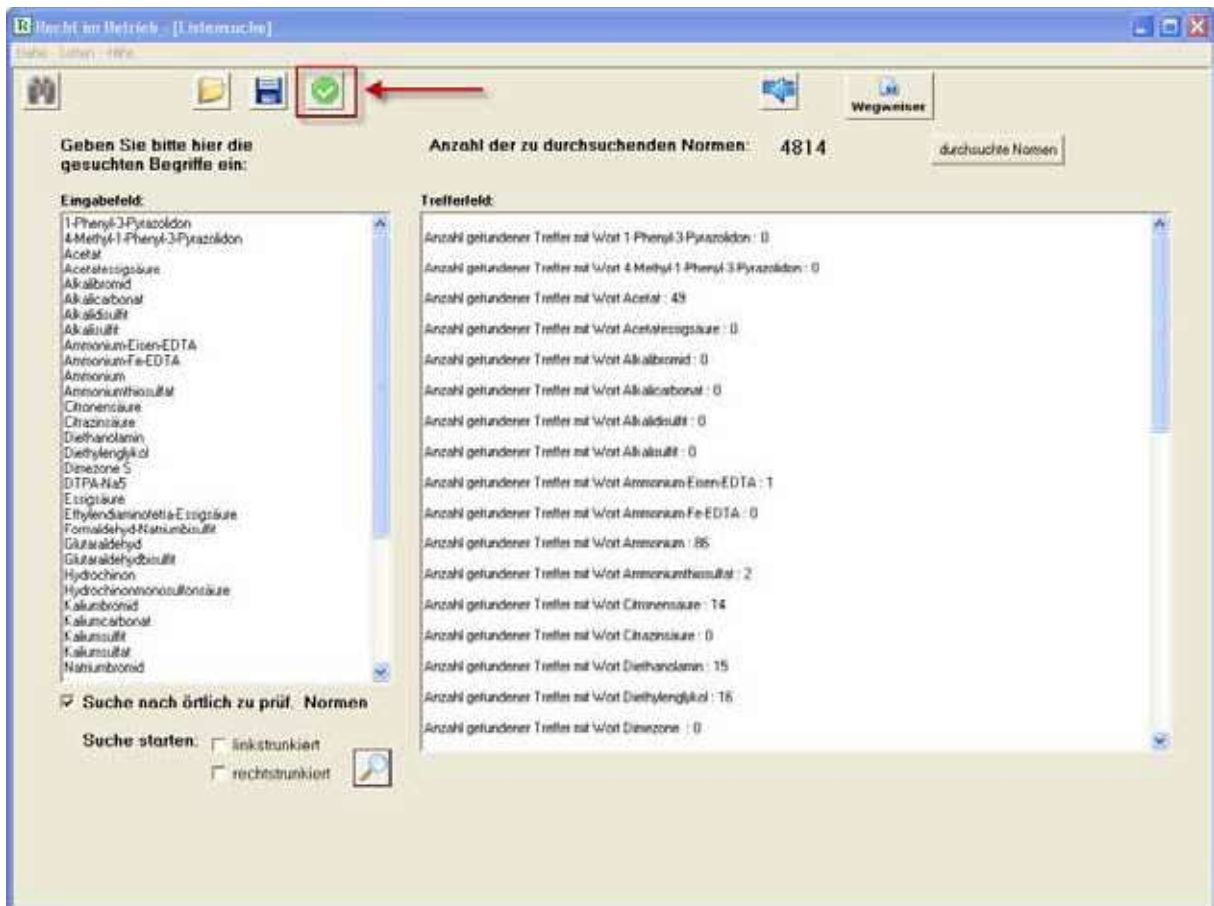 Recht im Betrieb - [Listensuche]
Datei Listen Hilfe
Wegweiser
Geben Sie bitte hier die
gesuchten Begriffe ein:
Anzahl der zu durchsuchenden Normen: 4814
durchsuchte Normen
Eingabefeld:
1-Phenyl-3-Pyrazolidon
4-Methyl-1-Phenyl-3-Pyrazolidon
Acetat
Acetatessigsäure
Alkalibromid
Alkalicarbonat
Alkalidisulfit
Alkalisulfit
Ammonium-Eisen-EDTA
Ammonium-Fe-EDTA
Ammonium
Ammoniumthiosulfat
Citronensäure
Citrazinsäure
Diethanolamin
Diethylenglykol
Dimezone S
DTPA-Na5
Essigsäure
Ethylendiaminotetra-Essigsäure
Formaldehyd-Natriumbisulfit
Glutaraldehyd
Glutaraldehydbisulfit
Hydrochinon
Hydrochinonmonosulfonsäure
Kaliumbromid
Kaliumcarbonat
Kaliumsulfit
Kaliumsulfat
Natriumbromid
Trefferfeld:
Anzahl gefundener Treffer mit Wort 1-Phenyl-3-Pyrazolidon : 0
Anzahl gefundener Treffer mit Wort 4-Methyl-1-Phenyl-3-Pyrazolidon : 0
Anzahl gefundener Treffer mit Wort Acetat : 49
Anzahl gefundener Treffer mit Wort Acetatessigsäure : 0
Anzahl gefundener Treffer mit Wort Alkalibromid : 0
Anzahl gefundener Treffer mit Wort Alkalicarbonat : 0
Anzahl gefundener Treffer mit Wort Alkalidisulfit : 0
Anzahl gefundener Treffer mit Wort Alkalisulfit : 0
Anzahl gefundener Treffer mit Wort Ammonium-Eisen-EDTA : 1
Anzahl gefundener Treffer mit Wort Ammonium-Fe-EDTA : 0
Anzahl gefundener Treffer mit Wort Ammonium : 86
Anzahl gefundener Treffer mit Wort Ammoniumthiosulfat : 2
Anzahl gefundener Treffer mit Wort Citronensäure : 14
Anzahl gefundener Treffer mit Wort Citrazinsäure : 0
Anzahl gefundener Treffer mit Wort Diethanolamin : 15
Anzahl gefundener Treffer mit Wort Diethylenglykol : 16
Anzahl gefundener Treffer mit Wort Dimezone : 0
Suche nach örtlich zu prüf. Normen
Suche starten:
linkstrunkiert
rechtstrunkiert